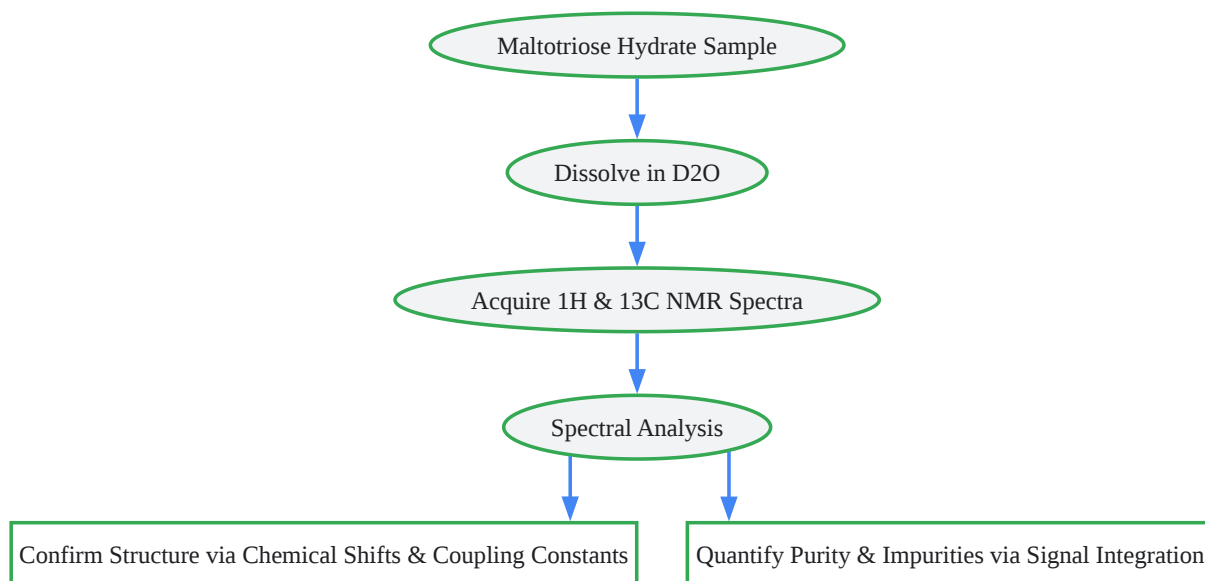 Maltotriose Hydrate Sample
Dissolve in D2O
Acquire 1H & 13C NMR Spectra
Spectral Analysis
Confirm Structure via Chemical Shifts & Coupling Constants
Quantify Purity & Impurities via Signal Integration